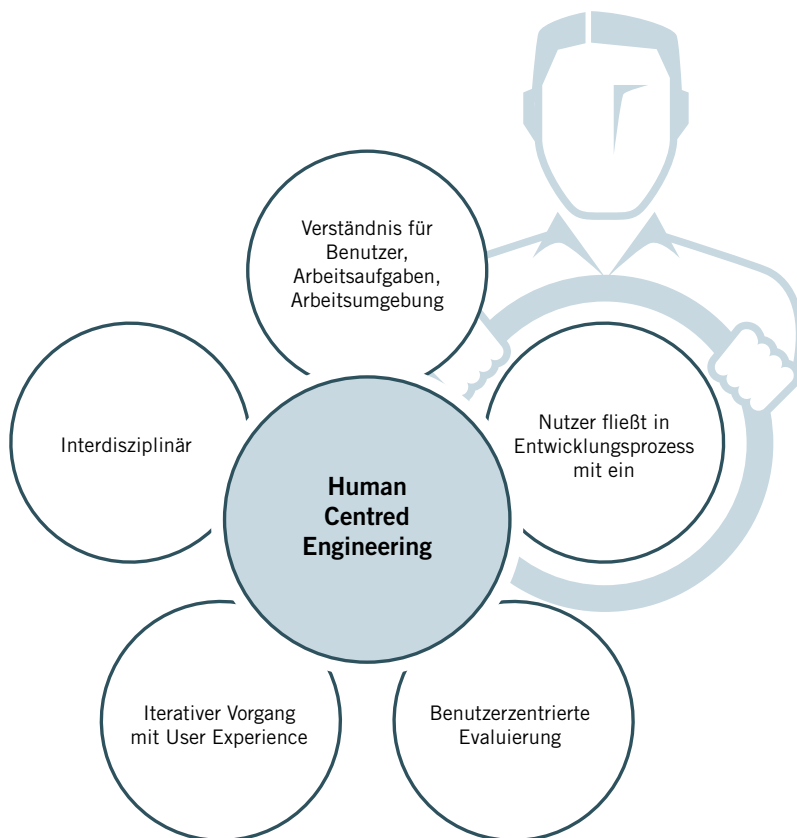 Verständnis für
Benutzer,
Arbeitsaufgaben,
Arbeitsumgebung
Interdisziplinär
Nutzer fließt in
Entwicklungsprozess
mit ein
Human
Centred
Engineering
Iterativer Vorgang
mit User Experience
Benutzerzentrierte
Evaluierung